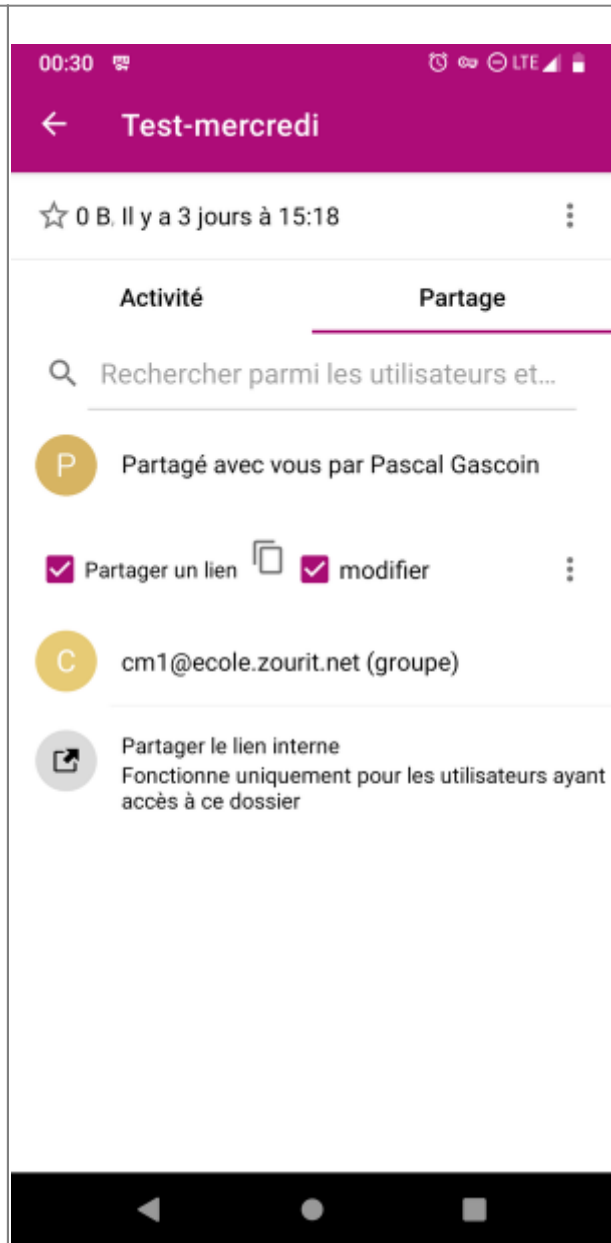 00:30 LTE
Test-mercredi
0 B, Il y a 3 jours à 15:18
Activité Partage
Rechercher parmi les utilisateurs et…
P Partagé avec vous par Pascal Gascoin
Partager un lien modifier
C cm1@ecole.zourit.net (groupe)
Partager le lien interne
Fonctionne uniquement pour les utilisateurs ayant
accès à ce dossier